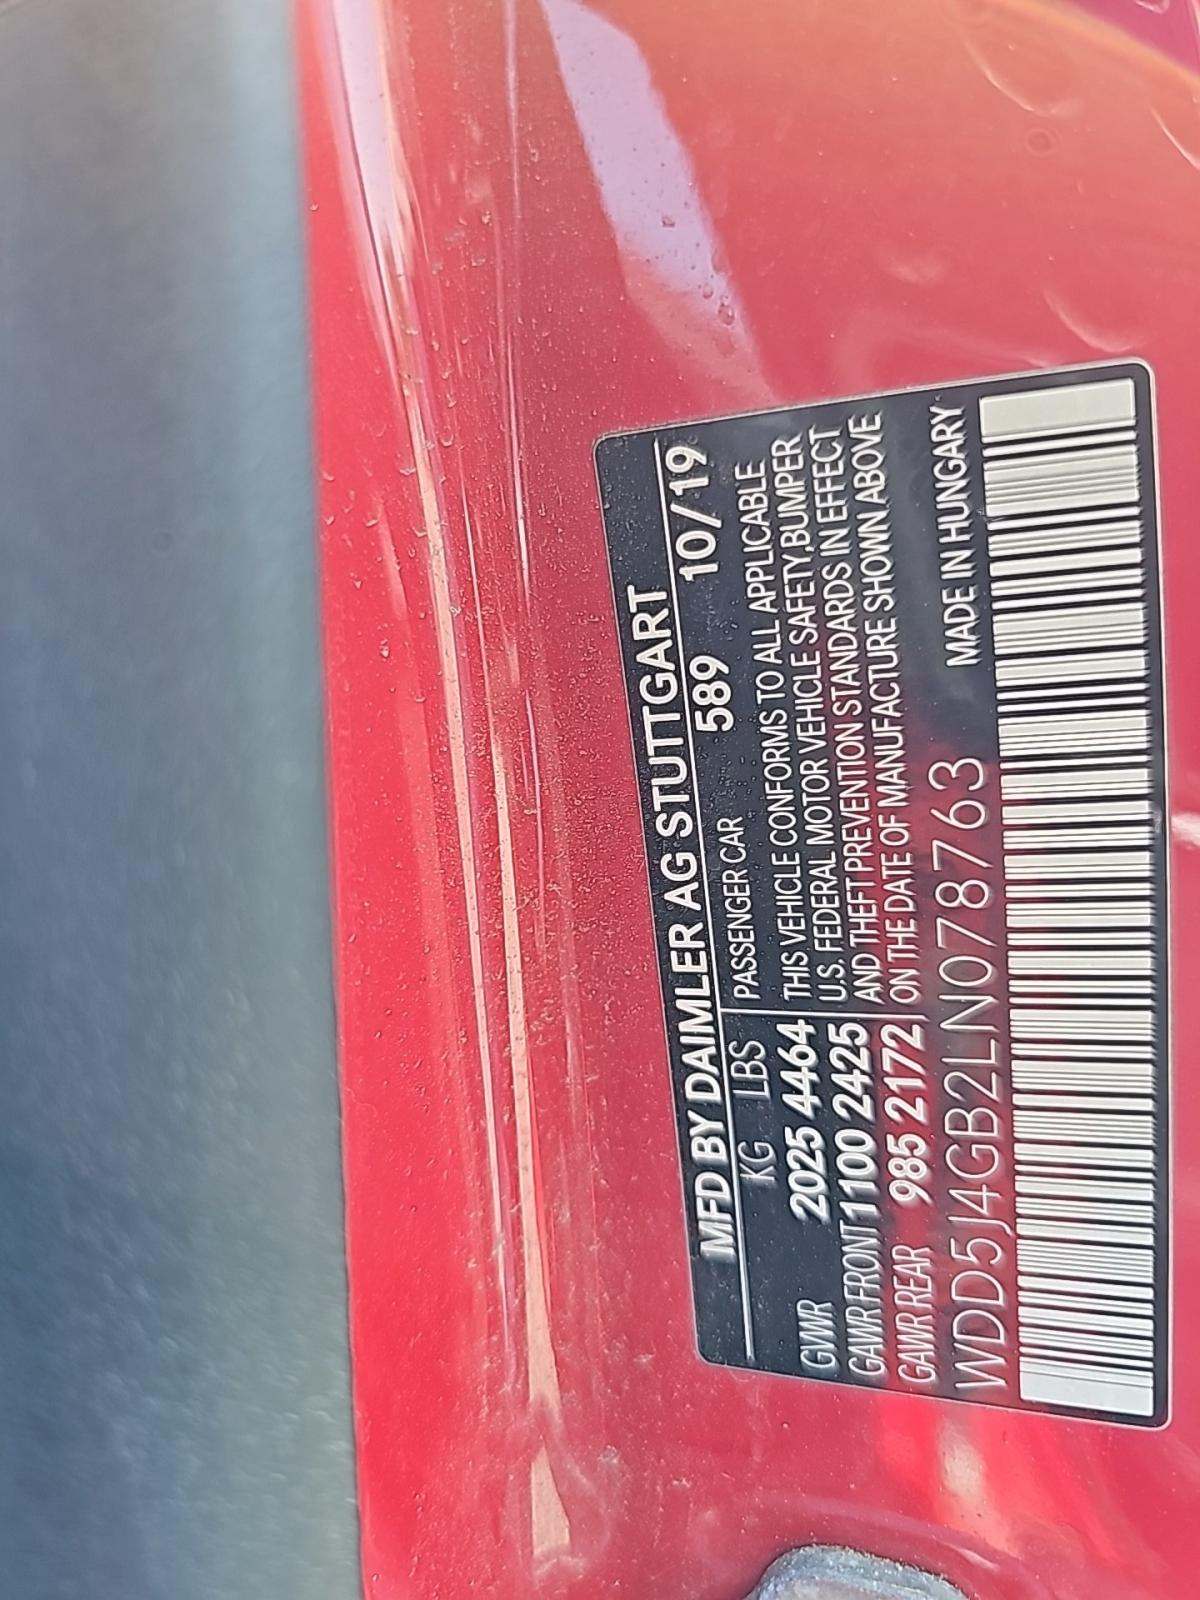 MFD BY DAIMLER AG STUTTGART
KG LBS PASSENGER CAR 589 10/19
GVWR 2025 4464 THIS VEHICLE CONFORMS TO ALL APPLICABLE
GAWR FRONT 1100 2425 U.S. FEDERAL MOTOR VEHICLE SAFETY,BUMPER
GAWR REAR 985 2172 AND THEFT PREVENTION STANDARDS IN EFFECT
ON THE DATE OF MANUFACTURE SHOWN ABOVE
WDD5J4GB2LN078763 MADE IN HUNGARY